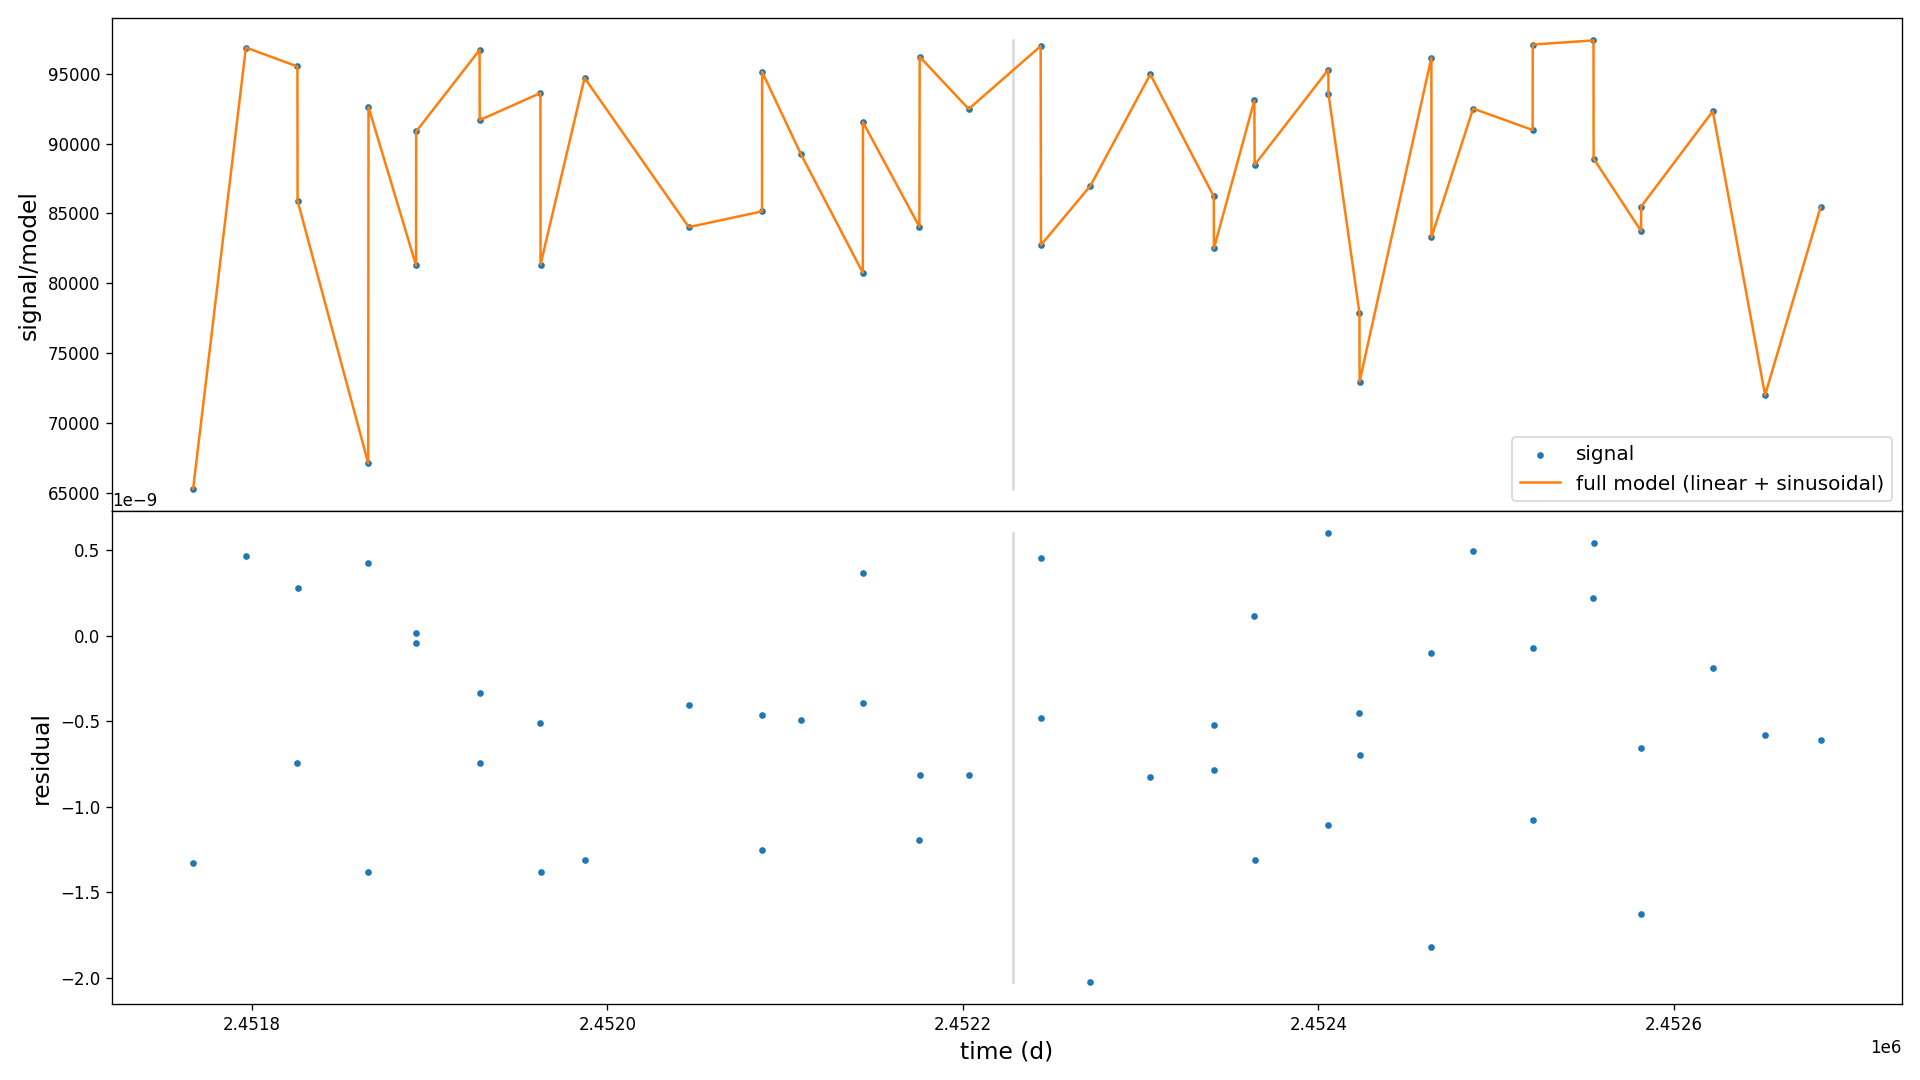 95000
90000
85000
80000
75000
70000
65000
signal/model
signal
full model (linear + sinusoidal)
1e−9
0.5
0.0
−0.5
−1.0
−1.5
−2.0
residual
2.4518
2.4520
2.4522
2.4524
2.4526
time (d)
1e6